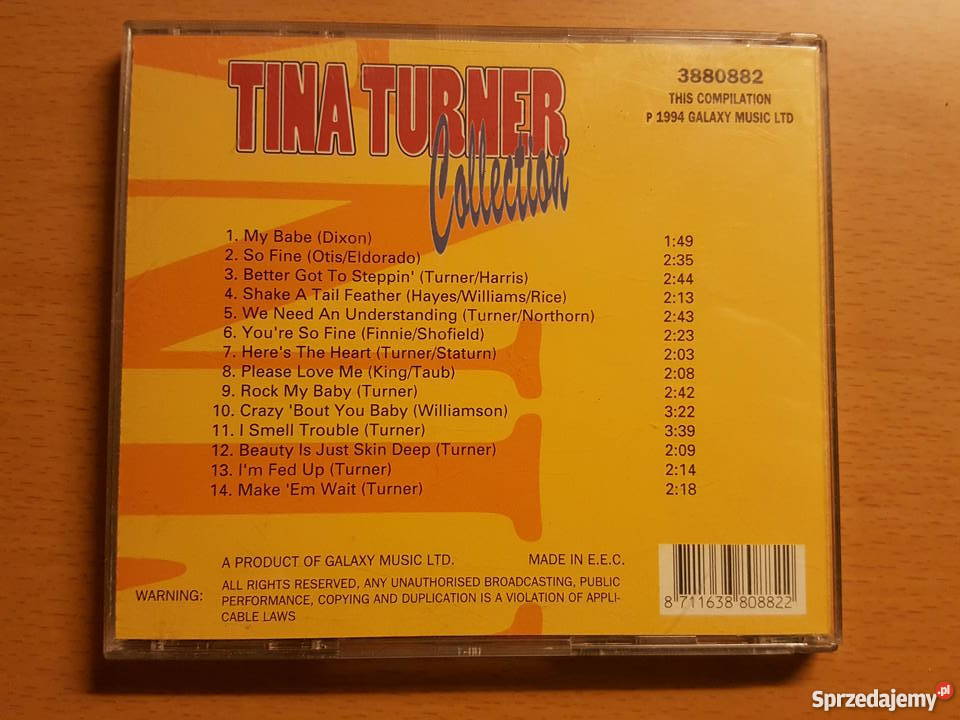 TINA TURNER
Collection
3880882
THIS COMPILATION
P 1994 GALAXY MUSIC LTD
1. My Babe (Dixon) 1:49
2. So Fine (Otis/Eldorado) 2:35
3. Better Got To Steppin' (Turner/Harris) 2:44
4. Shake A Tail Feather (Hayes/Williams/Rice) 2:13
5. We Need An Understanding (Turner/Northorn) 2:43
6. You're So Fine (Finnie/Shofield) 2:23
7. Here's The Heart (Turner/Staturn) 2:03
8. Please Love Me (King/Taub) 2:08
9. Rock My Baby (Turner) 2:42
10. Crazy 'Bout You Baby (Williamson) 3:22
11. I Smell Trouble (Turner) 3:39
12. Beauty Is Just Skin Deep (Turner) 2:09
13. I'm Fed Up (Turner) 2:14
14. Make 'Em Wait (Turner) 2:18
A PRODUCT OF GALAXY MUSIC LTD. MADE IN E.E.C.
WARNING: ALL RIGHTS RESERVED, ANY UNAUTHORISED BROADCASTING, PUBLIC
PERFORMANCE, COPYING AND DUPLICATION IS A VIOLATION OF APPLI-
CABLE LAWS
8 711638 808822
Sprzedajemy.pl